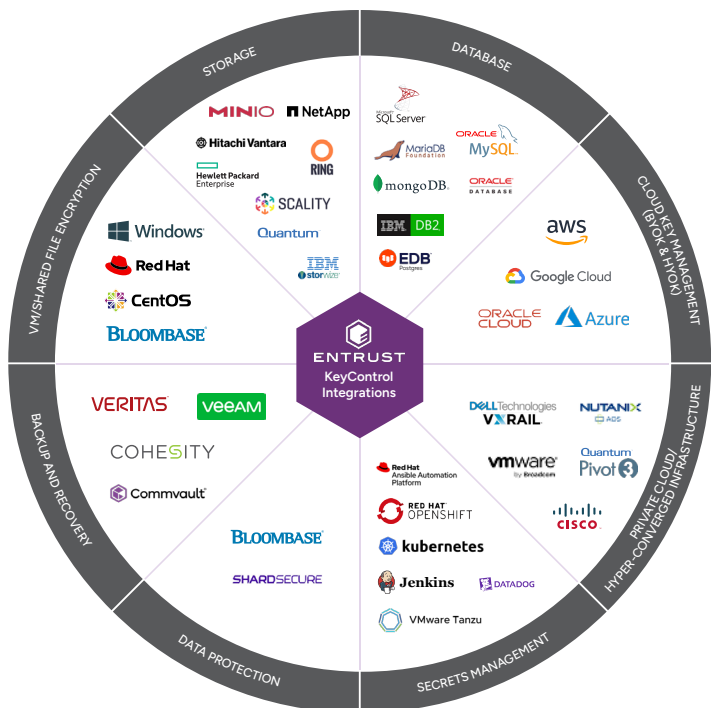 STORAGE
MINIO
NetApp
Hitachi Vantara
Hewlett Packard
Enterprise
RING
SCALITY
Quantum
IBM
storwize
DATABASE
Microsoft
SQL Server
MariaDB
Foundation
ORACLE
MySQL
mongoDB
ORACLE
DATABASE
IBM DB2
EDB
Postgres
CLOUD KEY MANAGEMENT
(BYOK & HYOK)
aws
Google Cloud
ORACLE
CLOUD
Azure
PRIVATE CLOUD/
HYPER-CONVERGED INFRASTRUCTURE
DELL Technologies
VXRAIL
NUTANIX
ADS
vmware
by Broadcom
Quantum
Pivot3
CISCO
SECRETS MANAGEMENT
Red Hat
Ansible Automation
Platform
RED HAT
OPENSHIFT
kubernetes
Jenkins
DATADOG
VMware Tanzu
DATA PROTECTION
BLOOMBASE
SHARDSECURE
BACKUP AND RECOVERY
VERITAS
veeAM
COHESITY
Commvault
VM/SHARED FILE ENCRYPTION
Windows
Red Hat
CentOS
BLOOMBASE
ENTRUST
KeyControl
Integrations